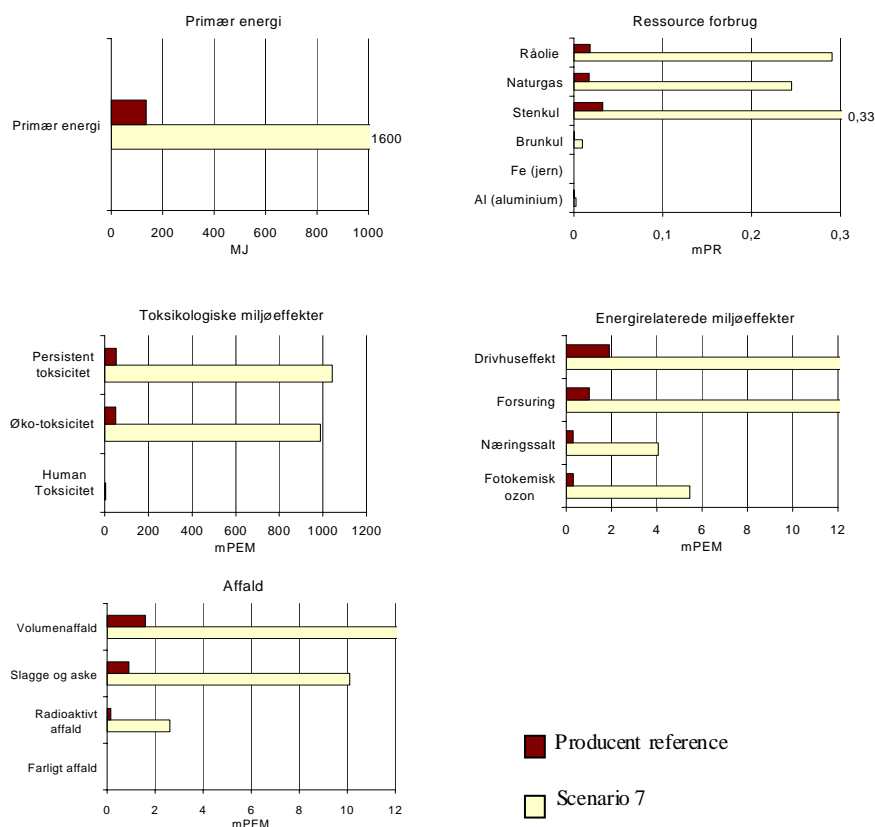 Primær energi
Primær energi
1600
0 200 400 600 800 1000
MJ
Ressource forbrug
Råolie
Naturgas
Stenkul
0,33
Brunkul
Fe (jern)
Al (aluminium)
0 0,1 0,2 0,3
mPR
Toksikologiske miljøeffekter
Persistent
toksicitet
Øko-toksicitet
Human
Toksicitet
0 200 400 600 800 1000 1200
mPEM
Energirelaterede miljøeffekter
Drivhuseffekt
Forsuring
Næringssalt
Fotokemisk
ozon
0 2 4 6 8 10 12
mPEM
Affald
Volumenaffald
Slagge og aske
Radioaktivt
affald
Farligt affald
0 2 4 6 8 10 12
mPEM
Producent reference
Scenario 7